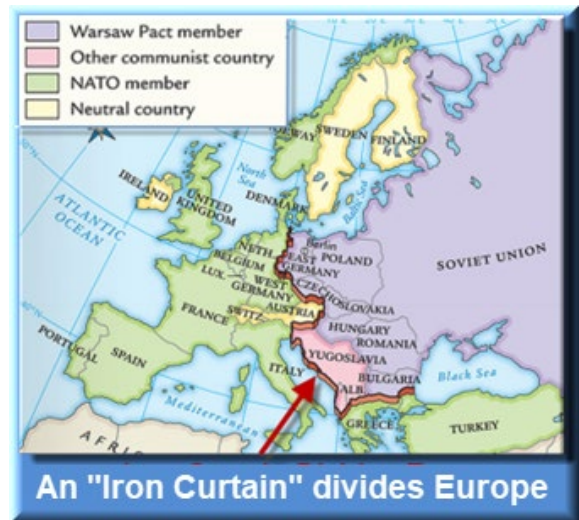 Warsaw Pact member
Other communist country
NATO member
Neutral country
SWEDEN
FINLAND
North
Sea
Baltic Sea
IRELAND
UNITED
KINGDOM
DENMARK
ATLANTIC
OCEAN
NETH.
BELGIUM
LUX.
Berlin
EAST
GERMANY
POLAND
SOVIET UNION
WEST
GERMANY
CZECHOSLOVAKIA
FRANCE
SWITZ.
AUSTRIA
HUNGARY
ROMANIA
PORTUGAL
SPAIN
ITALY
YUGOSLAVIA
BULGARIA
Black Sea
ALB.
GREECE
TURKEY
Mediterranean
AFRI
An "Iron Curtain" divides Europe